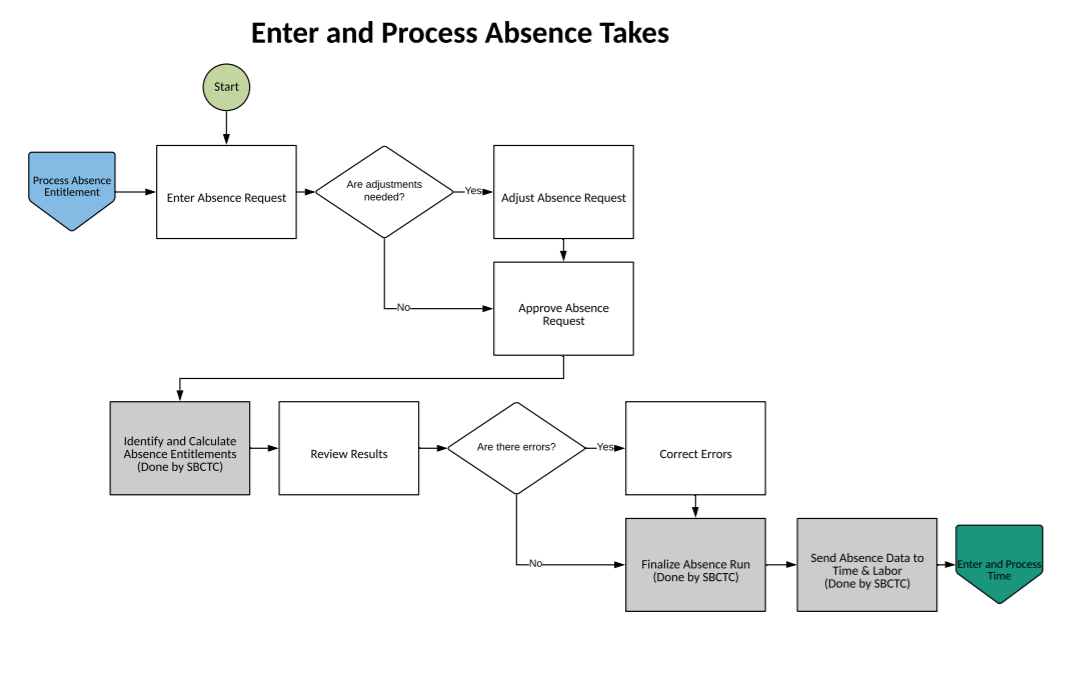 Enter and Process Absence Takes
Start
Process Absence
Entitlement
Enter Absence Request
Are adjustments
needed?
Yes
Adjust Absence Request
No
Approve Absence
Request
Identify and Calculate
Absence Entitlements
(Done by SBCTC)
Review Results
Are there errors?
Yes
Correct Errors
No
Finalize Absence Run
(Done by SBCTC)
Send Absence Data to
Time & Labor
(Done by SBCTC)
Enter and Process
Time